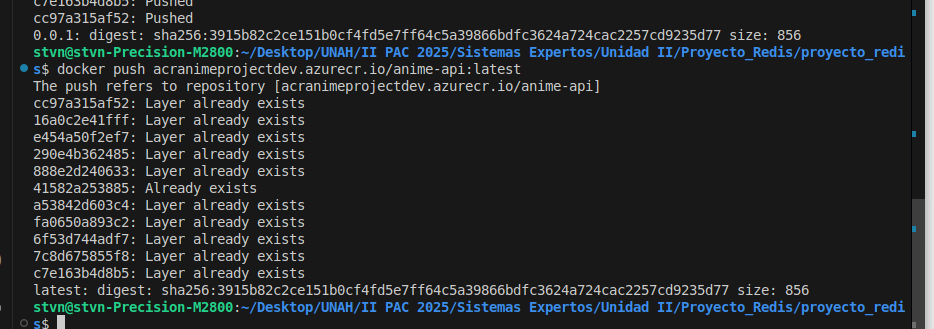 c7e163b4d8b5: Pushed
cc97a315af52: Pushed
0.0.1: digest: sha256:3915b82c2ce151b0cf4fd5e7ff64c5a39866bdfc3624a724cac2257cd9235d77 size: 856
stvn@stvn-Precision-M2800:~/Desktop/UNAH/II PAC 2025/Sistemas Expertos/Unidad II/Proyecto_Redis/proyecto_redi
s$ docker push acranimeprojectdev.azurecr.io/anime-api:latest
The push refers to repository [acranimeprojectdev.azurecr.io/anime-api]
cc97a315af52: Layer already exists
16a0c2e41fff: Layer already exists
e454a50f2ef7: Layer already exists
290e4b362485: Layer already exists
888e2d240633: Layer already exists
41582a253885: Already exists
a53842d603c4: Layer already exists
fa0650a893c2: Layer already exists
6f53d744adf7: Layer already exists
7c8d675855f8: Layer already exists
c7e163b4d8b5: Layer already exists
latest: digest: sha256:3915b82c2ce151b0cf4fd5e7ff64c5a39866bdfc3624a724cac2257cd9235d77 size: 856
stvn@stvn-Precision-M2800:~/Desktop/UNAH/II PAC 2025/Sistemas Expertos/Unidad II/Proyecto_Redis/proyecto_redi
s$